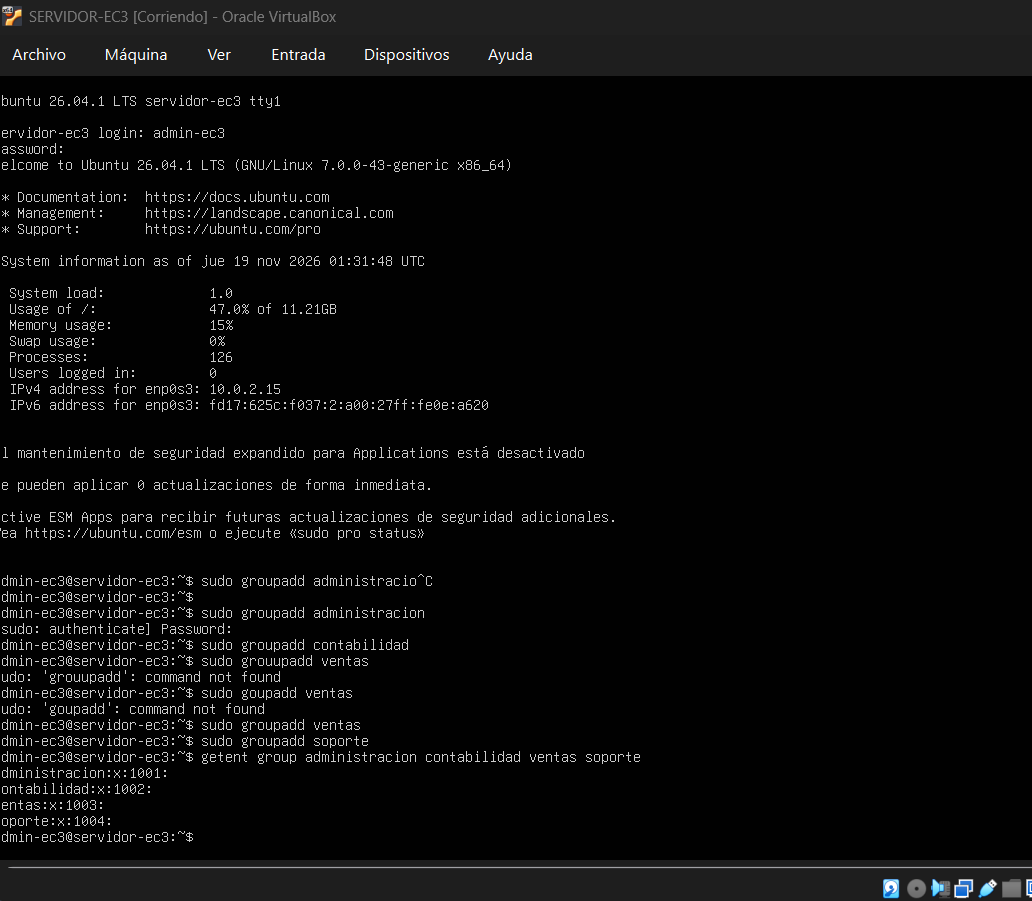 SERVIDOR-EC3 [Corriendo] - Oracle VirtualBox
Archivo Máquina Ver Entrada Dispositivos Ayuda
buntu 26.04.1 LTS servidor-ec3 tty1
ervidor-ec3 login: admin-ec3
assword:
elcome to Ubuntu 26.04.1 LTS (GNU/Linux 7.0.0-43-generic x86_64)
* Documentation:  https://docs.ubuntu.com
* Management:     https://landscape.canonical.com
* Support:        https://ubuntu.com/pro
System information as of jue 19 nov 2026 01:31:48 UTC
System load:             1.0
Usage of /:              47.0% of 11.21GB
Memory usage:            15%
Swap usage:              0%
Processes:               126
Users logged in:         0
IPv4 address for enp0s3: 10.0.2.15
IPv6 address for enp0s3: fd17:625c:f037:2:a00:27ff:fe0e:a620
l mantenimiento de seguridad expandido para Applications está desactivado
e pueden aplicar 0 actualizaciones de forma inmediata.
ctive ESM Apps para recibir futuras actualizaciones de seguridad adicionales.
ea https://ubuntu.com/esm o ejecute «sudo pro status»
dmin-ec3@servidor-ec3:~$ sudo groupadd administracio^C
dmin-ec3@servidor-ec3:~$
dmin-ec3@servidor-ec3:~$ sudo groupadd administracion
sudo: authenticate] Password:
dmin-ec3@servidor-ec3:~$ sudo groupadd contabilidad
dmin-ec3@servidor-ec3:~$ sudo grouupadd ventas
udo: 'grouupadd': command not found
dmin-ec3@servidor-ec3:~$ sudo goupadd ventas
udo: 'goupadd': command not found
dmin-ec3@servidor-ec3:~$ sudo groupadd ventas
dmin-ec3@servidor-ec3:~$ sudo groupadd soporte
dmin-ec3@servidor-ec3:~$ getent group administracion contabilidad ventas soporte
dministracion:x:1001:
ontabilidad:x:1002:
entas:x:1003:
oporte:x:1004:
dmin-ec3@servidor-ec3:~$